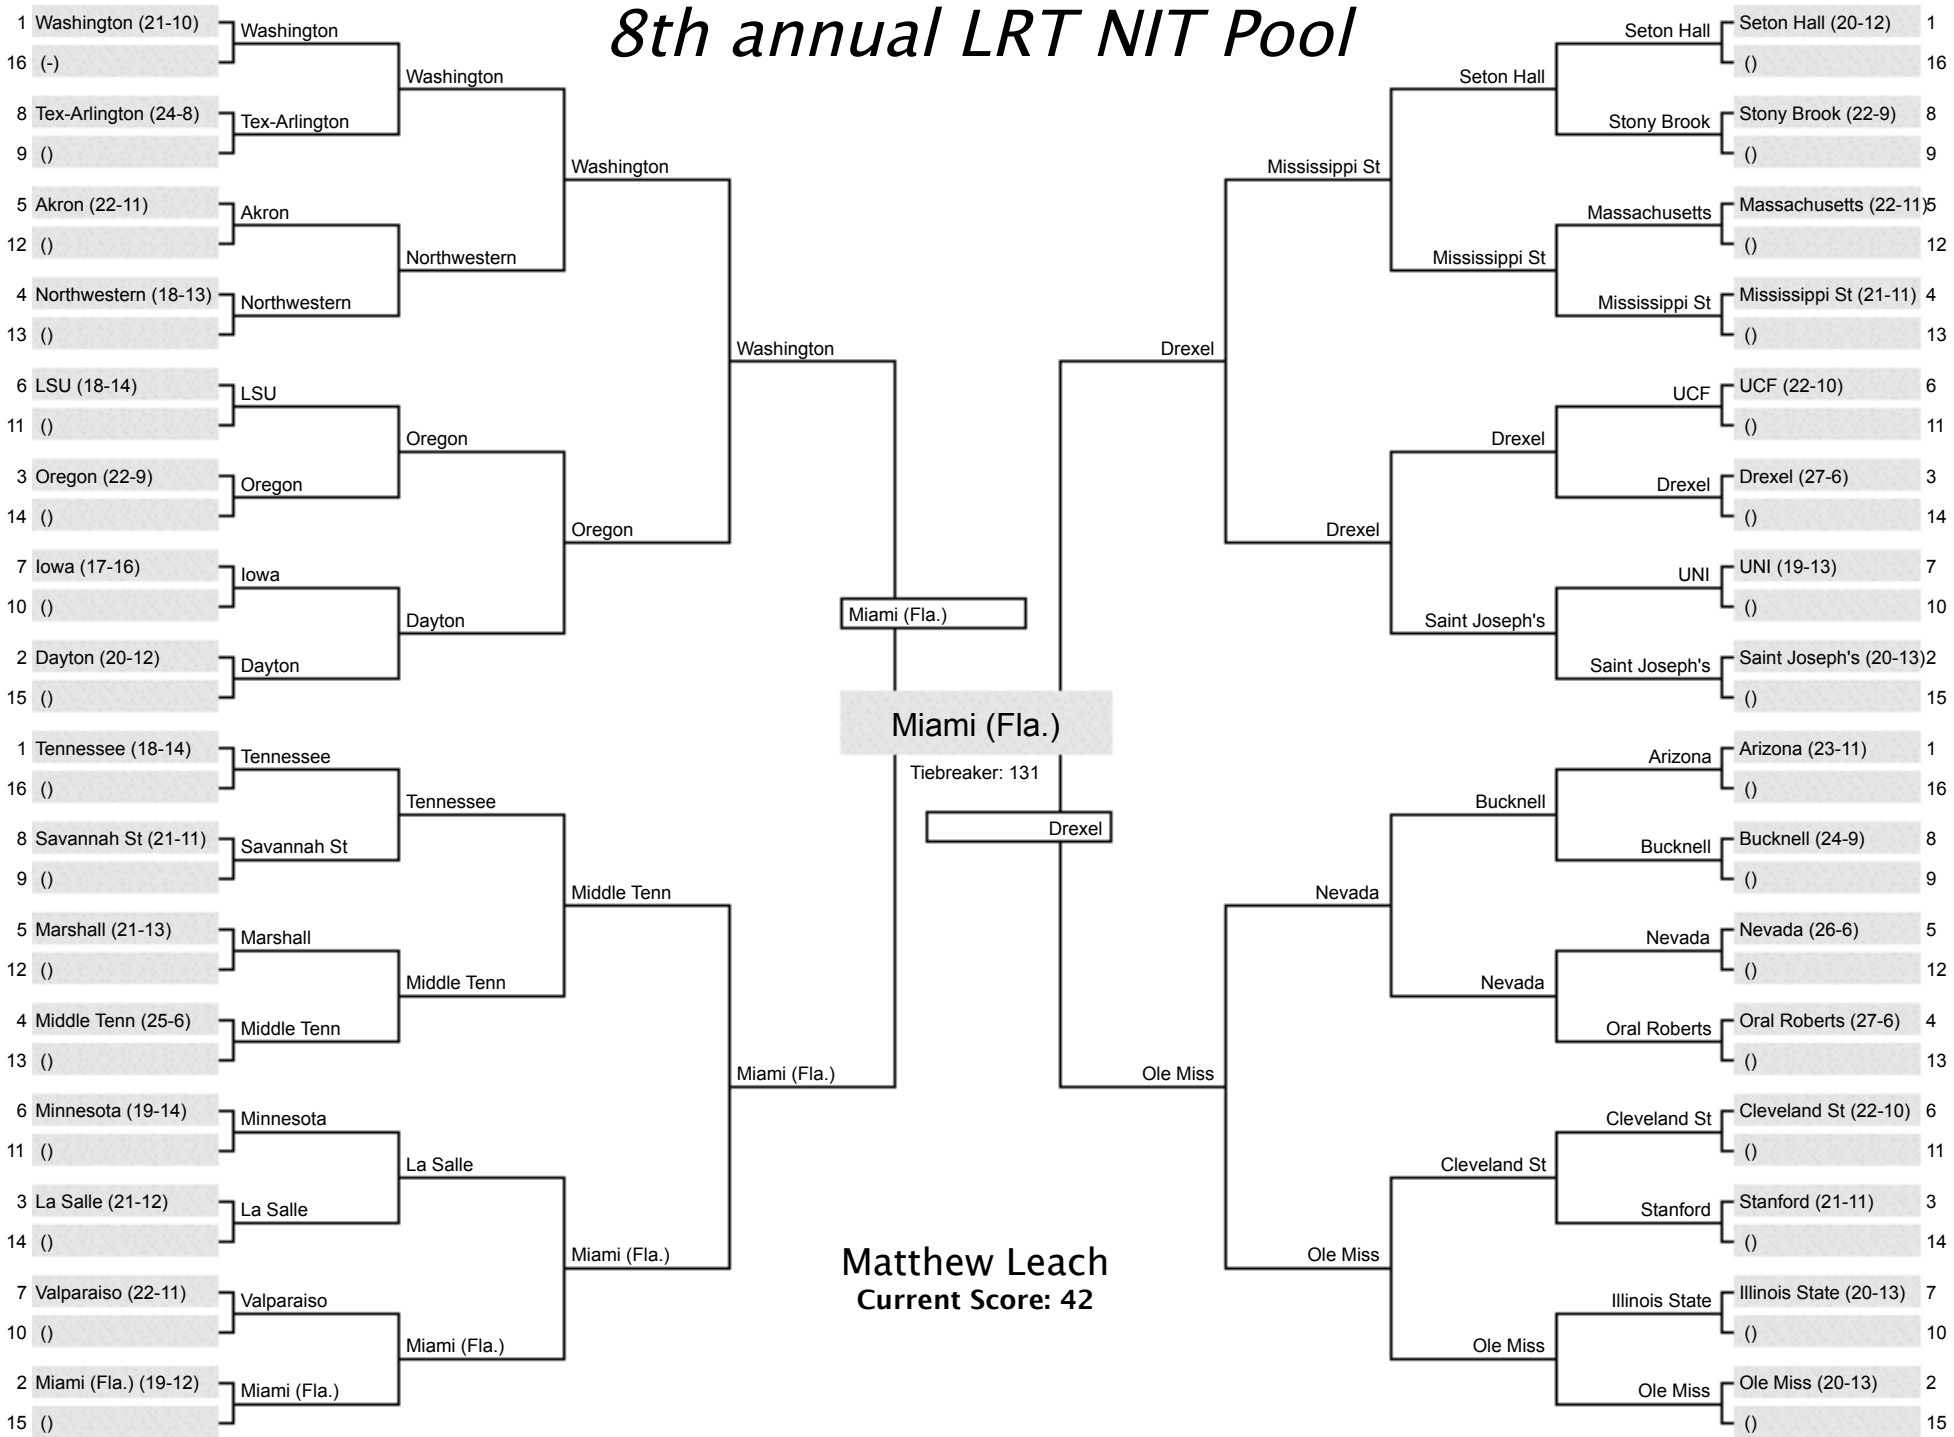 8th annual LRT NIT Pool
1 Washington (21-10)
16 (-)
8 Tex-Arlington (24-8)
9 ()
5 Akron (22-11)
12 ()
4 Northwestern (18-13)
13 ()
6 LSU (18-14)
11 ()
3 Oregon (22-9)
14 ()
7 Iowa (17-16)
10 ()
2 Dayton (20-12)
15 ()
1 Tennessee (18-14)
16 ()
8 Savannah St (21-11)
9 ()
5 Marshall (21-13)
12 ()
4 Middle Tenn (25-6)
13 ()
6 Minnesota (19-14)
11 ()
3 La Salle (21-12)
14 ()
7 Valparaiso (22-11)
10 ()
2 Miami (Fla.) (19-12)
15 ()
Washington
Tex-Arlington
Akron
Northwestern
LSU
Oregon
Iowa
Dayton
Tennessee
Savannah St
Marshall
Middle Tenn
Minnesota
La Salle
Valparaiso
Miami (Fla.)
Washington
Northwestern
Oregon
Dayton
Tennessee
Middle Tenn
La Salle
Miami (Fla.)
Washington
Oregon
Middle Tenn
Miami (Fla.)
Washington
Miami (Fla.)
Miami (Fla.)
Miami (Fla.)
Tiebreaker: 131
Drexel
Matthew Leach
Current Score: 42
Drexel
Ole Miss
Mississippi St
Drexel
Nevada
Ole Miss
Seton Hall
Mississippi St
Drexel
Saint Joseph's
Bucknell
Nevada
Cleveland St
Ole Miss
Seton Hall
Stony Brook
Massachusetts
Mississippi St
UCF
Drexel
UNI
Saint Joseph's
Arizona
Bucknell
Nevada
Oral Roberts
Cleveland St
Stanford
Illinois State
Ole Miss
Seton Hall (20-12) 1
() 16
Stony Brook (22-9) 8
() 9
Massachusetts (22-11) 5
() 12
Mississippi St (21-11) 4
() 13
UCF (22-10) 6
() 11
Drexel (27-6) 3
() 14
UNI (19-13) 7
() 10
Saint Joseph's (20-13) 2
() 15
Arizona (23-11) 1
() 16
Bucknell (24-9) 8
() 9
Nevada (26-6) 5
() 12
Oral Roberts (27-6) 4
() 13
Cleveland St (22-10) 6
() 11
Stanford (21-11) 3
() 14
Illinois State (20-13) 7
() 10
Ole Miss (20-13) 2
() 15